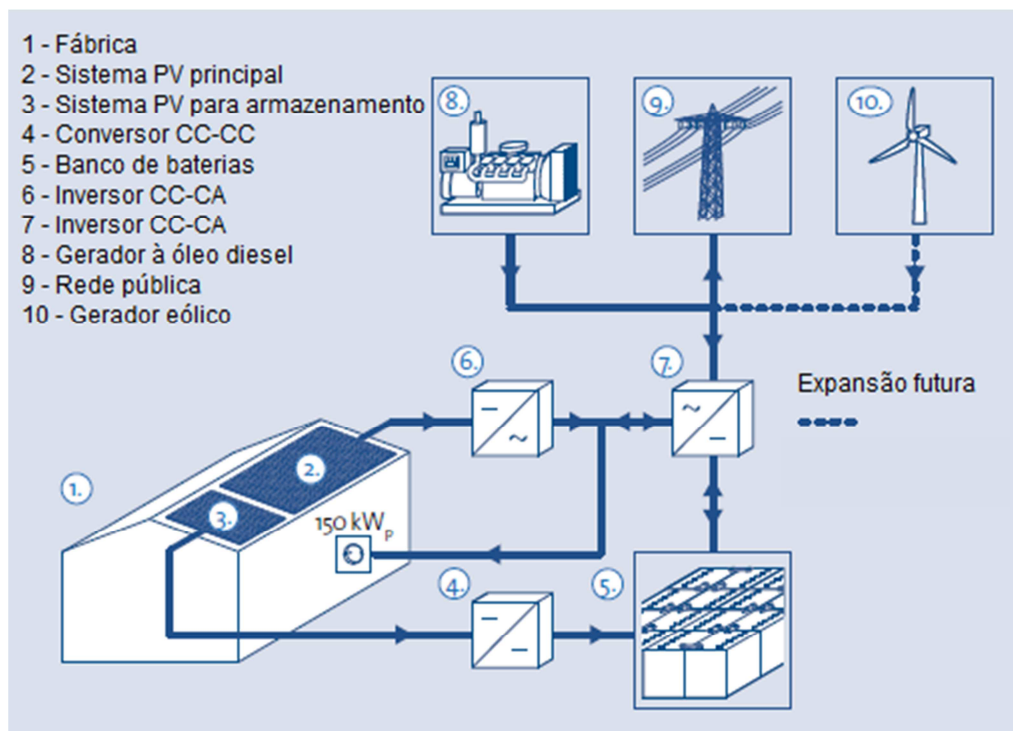 1 - Fábrica
2 - Sistema PV principal
3 - Sistema PV para armazenamento
4 - Conversor CC-CC
5 - Banco de baterias
6 - Inversor CC-CA
7 - Inversor CC-CA
8 - Gerador à óleo diesel
9 - Rede pública
10 - Gerador eólico
8.
9.
10.
6.
7.
Expansão futura
1.
2.
3.
150 kWp
4.
5.